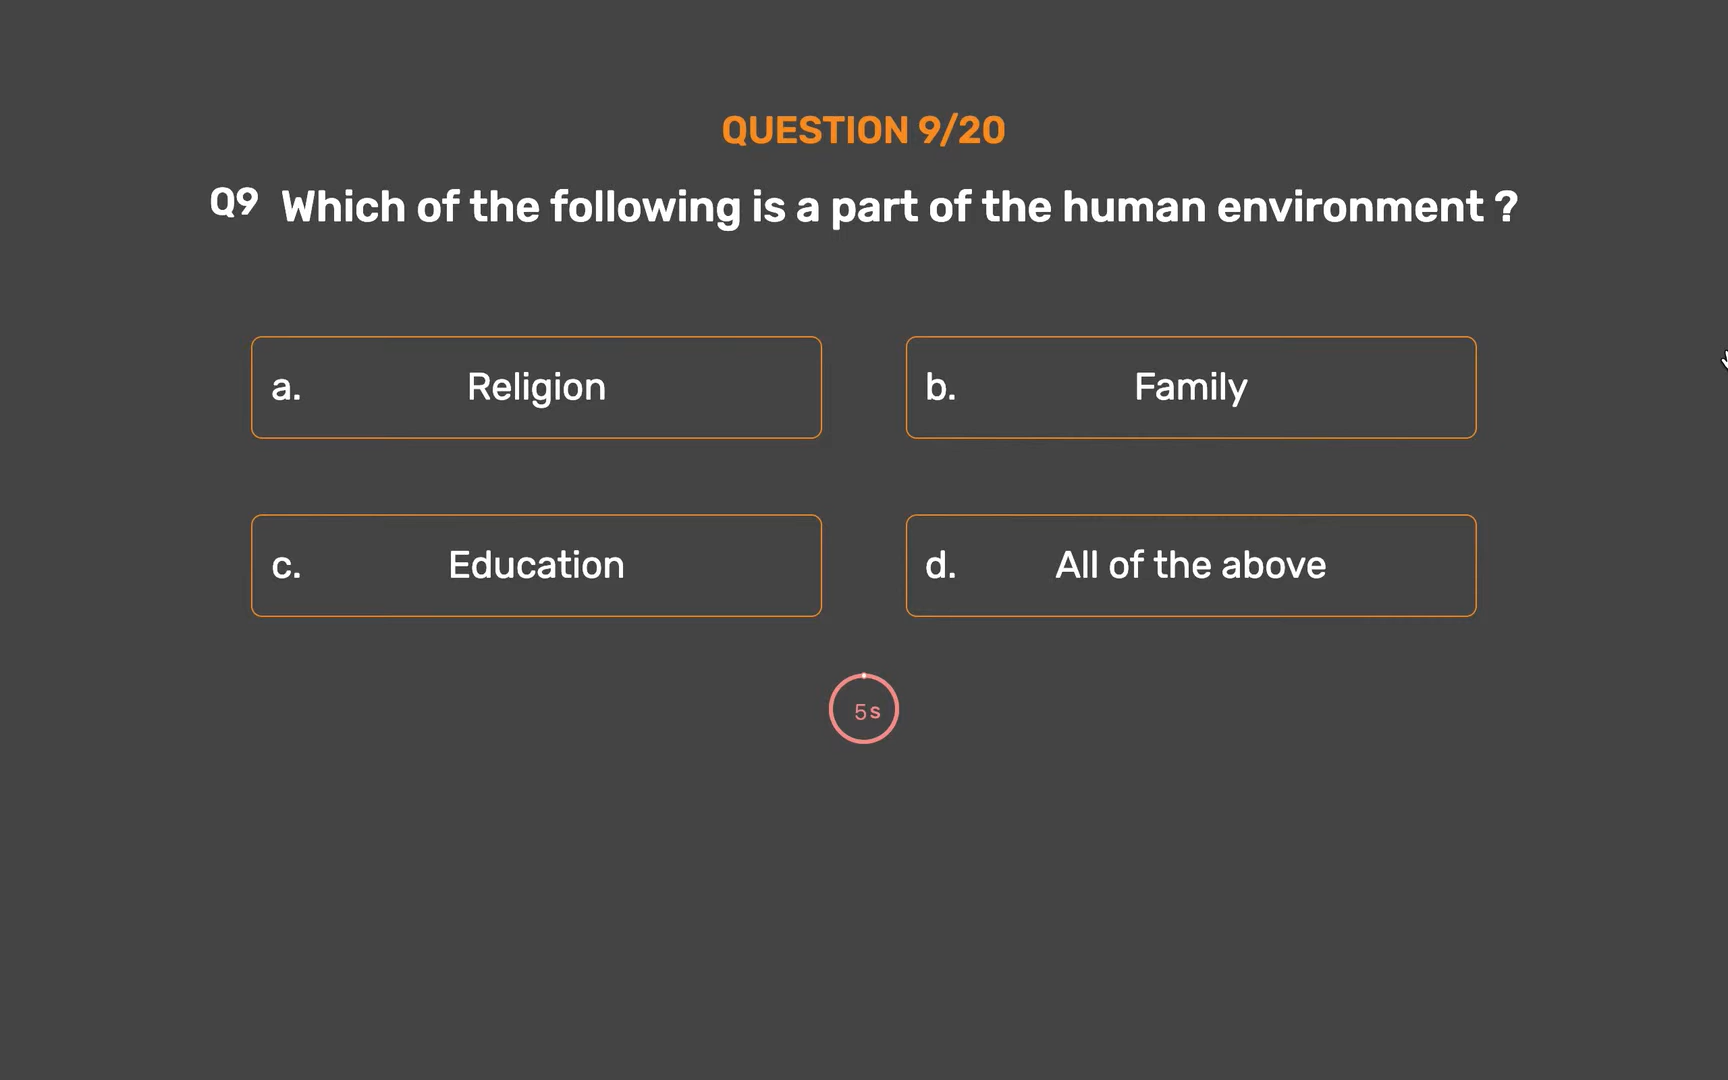 QUESTION 9/20
Q9 Which of the following is a part of the human environment ?
a. Religion
b. Family
c. Education
d. All of the above
5s